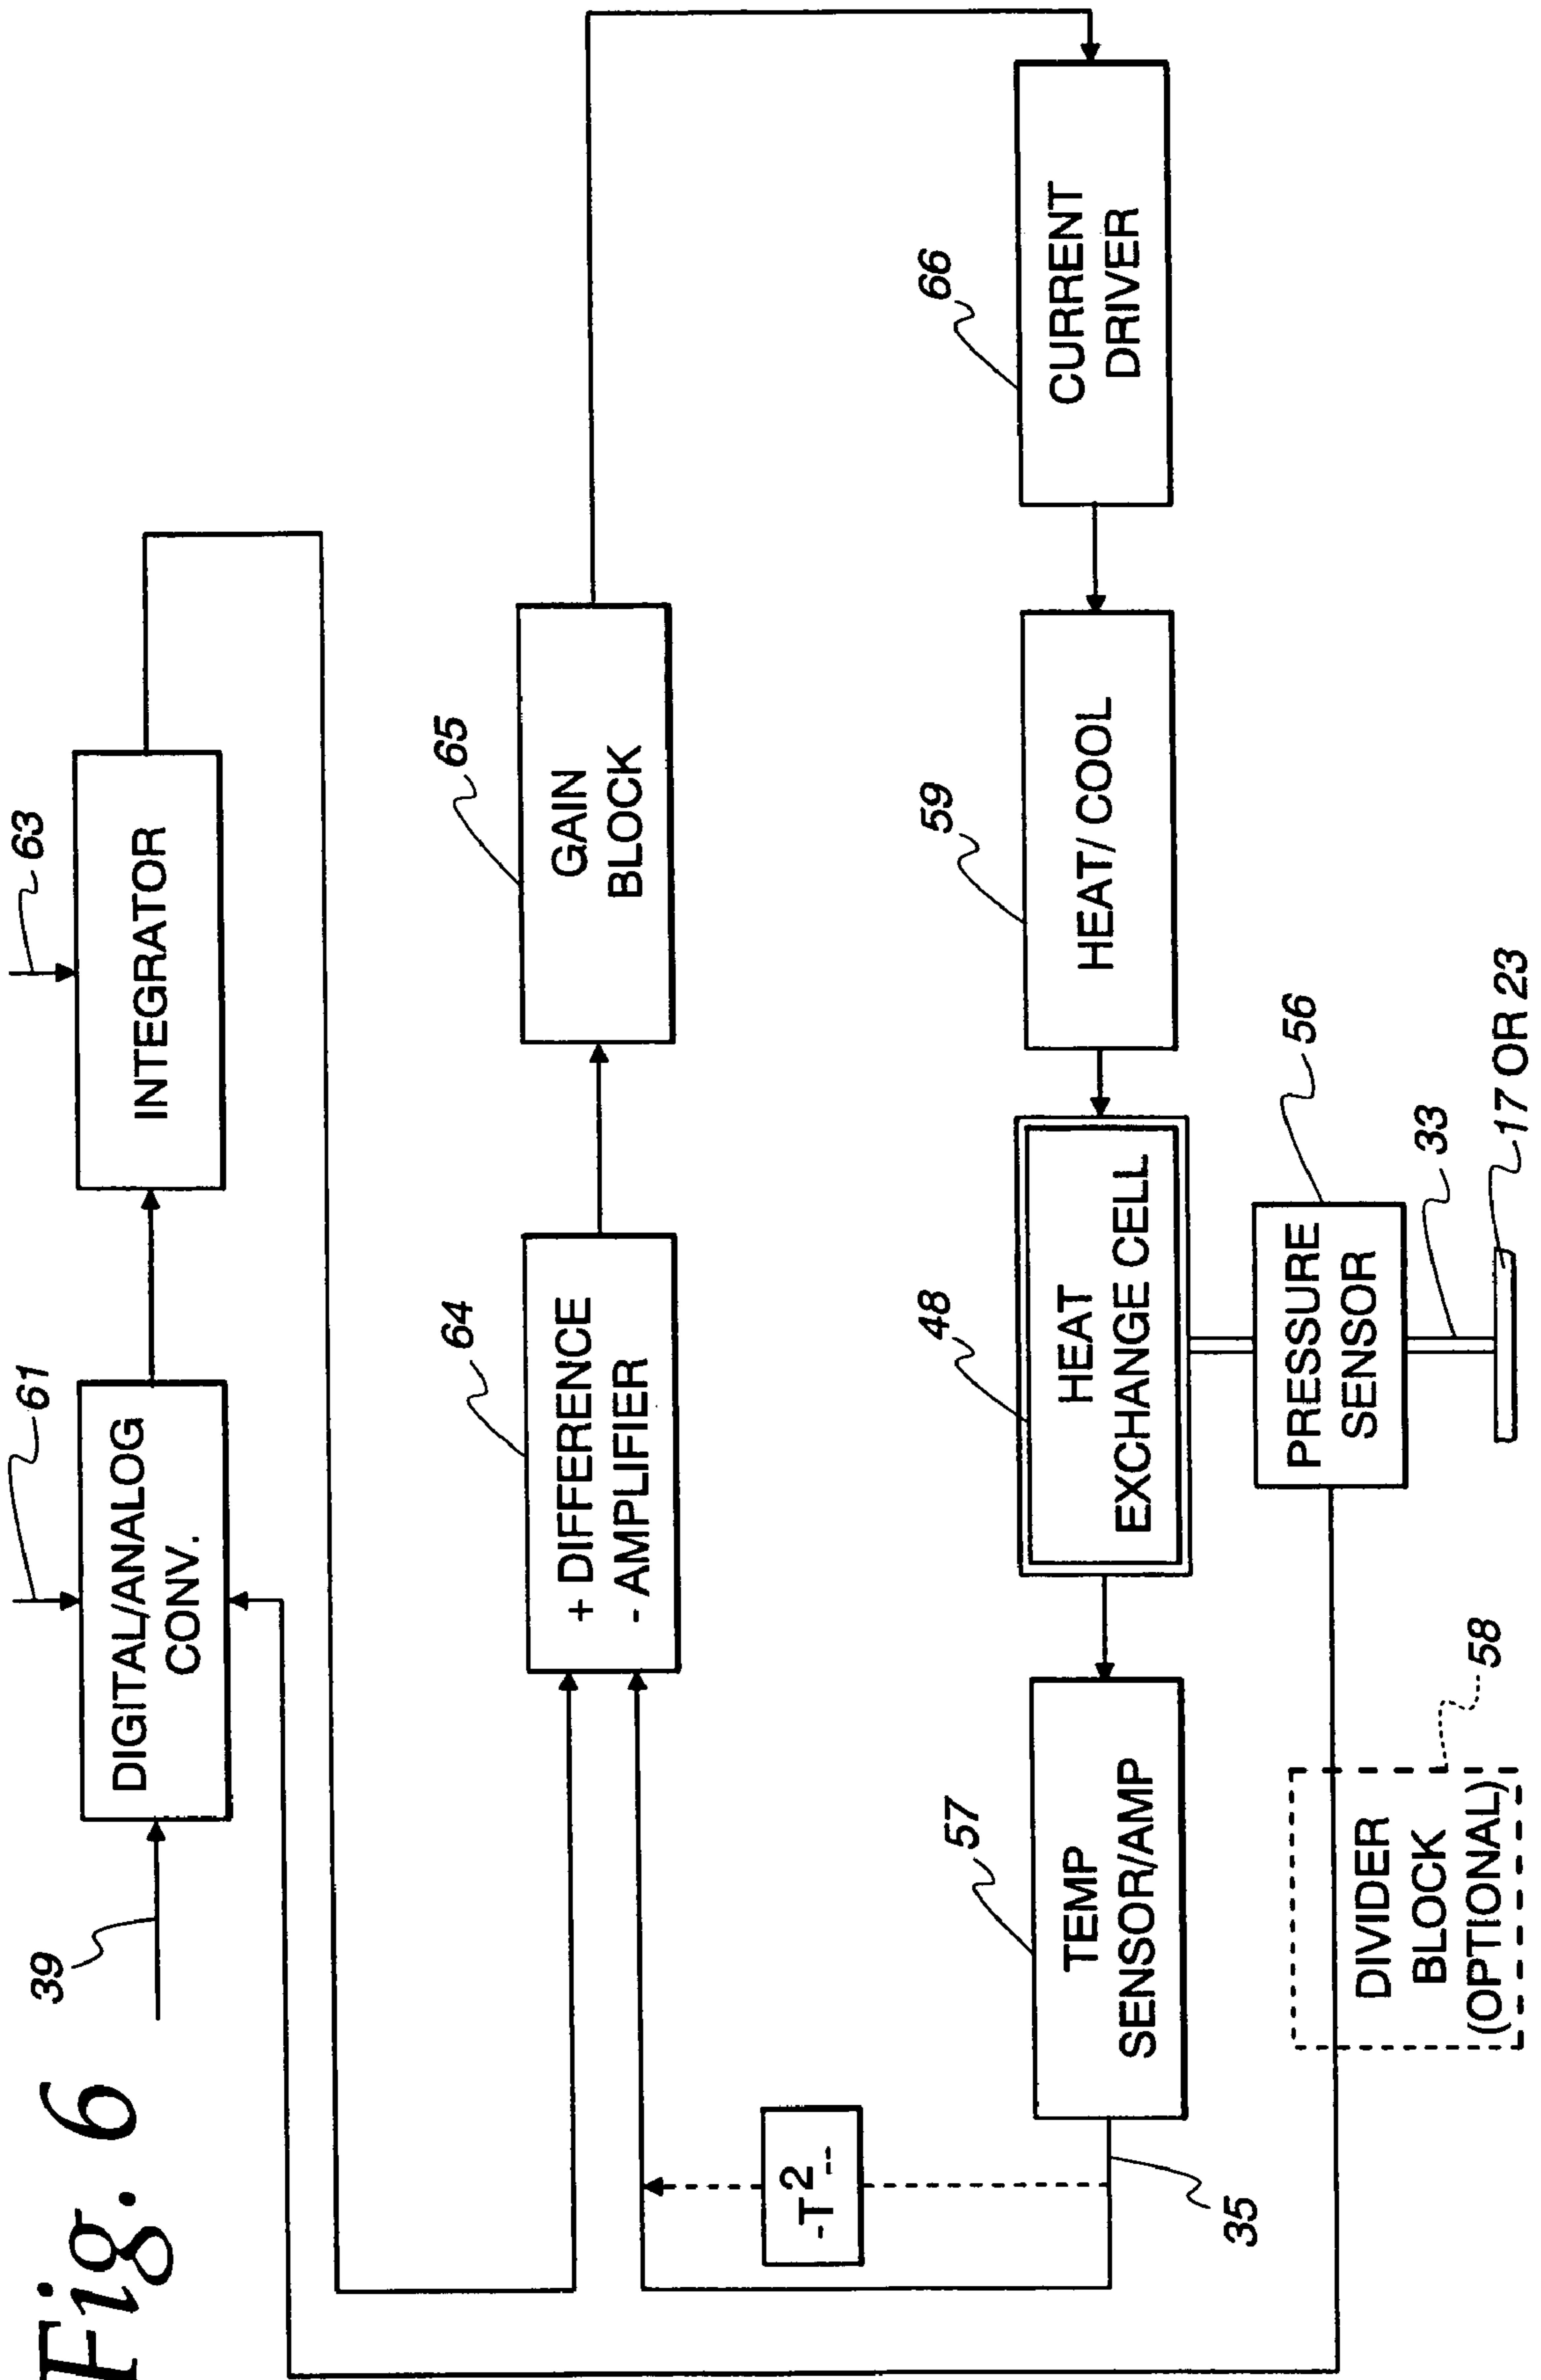 Fig. 6
39
61
63
DIGITAL/ANALOG
CONV.
INTEGRATOR
64
65
+ DIFFERENCE
- AMPLIFIER
GAIN
BLOCK
-T2--
57
48
59
66
TEMP
SENSOR/AMP
HEAT
EXCHANGE CELL
HEAT/ COOL
CURRENT
DRIVER
35
58
56
DIVIDER
BLOCK
(OPTIONAL)
PRESSURE
SENSOR
33
17 OR 23